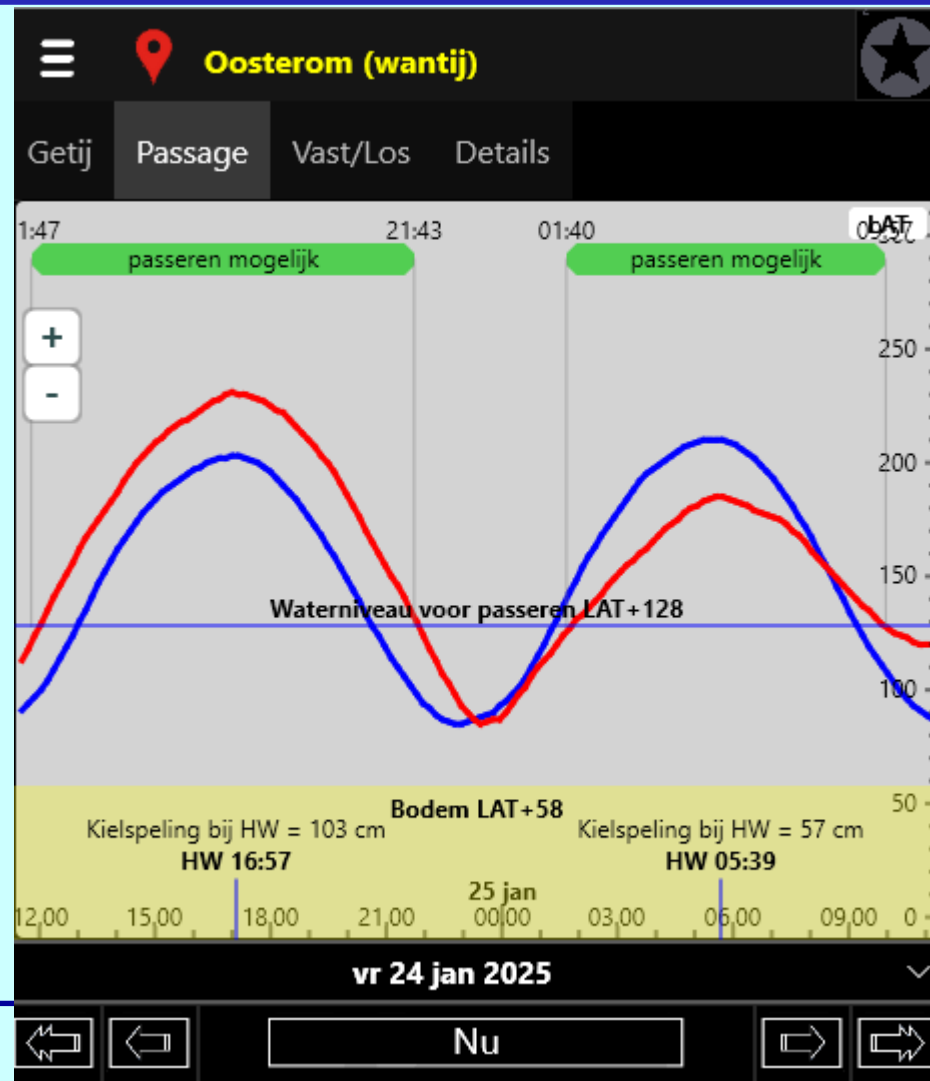 Oosterom (wantij)
Getij Passage Vast/Los Details
1:47 21:43 01:40 LAT
passeren mogelijk passeren mogelijk
+
250
-
200
150
Waterniveau voor passeren LAT+128
100
50
Bodem LAT+58
Kielspeling bij HW = 103 cm Kielspeling bij HW = 57 cm
HW 16:57 HW 05:39
25 jan
12,00 15,00 18,00 21,00 00,00 03,00 06,00 09,00 0
vr 24 jan 2025
Nu